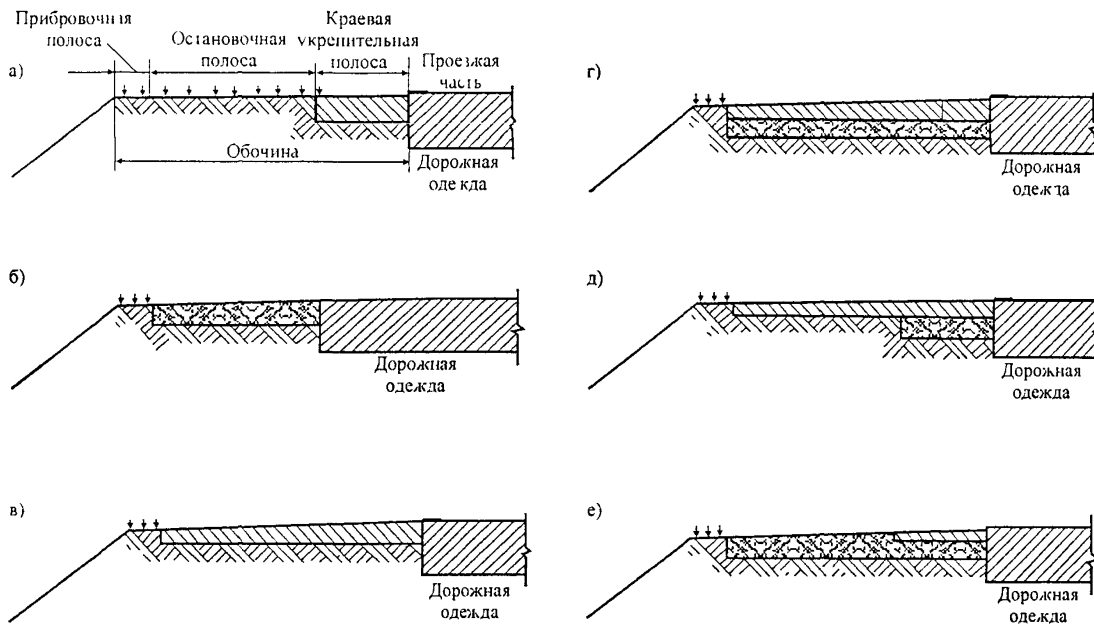 а)
Прибровочная
полоса
Остановочная
полоса
Краевая
укрепительная
полоса
Проезжая
часть
Обочина
Дорожная
одежда
б)
Дорожная
одежда
в)
Дорожная
одежда
г)
Дорожная
одежда
д)
Дорожная
одежда
е)
Дорожная
одежда